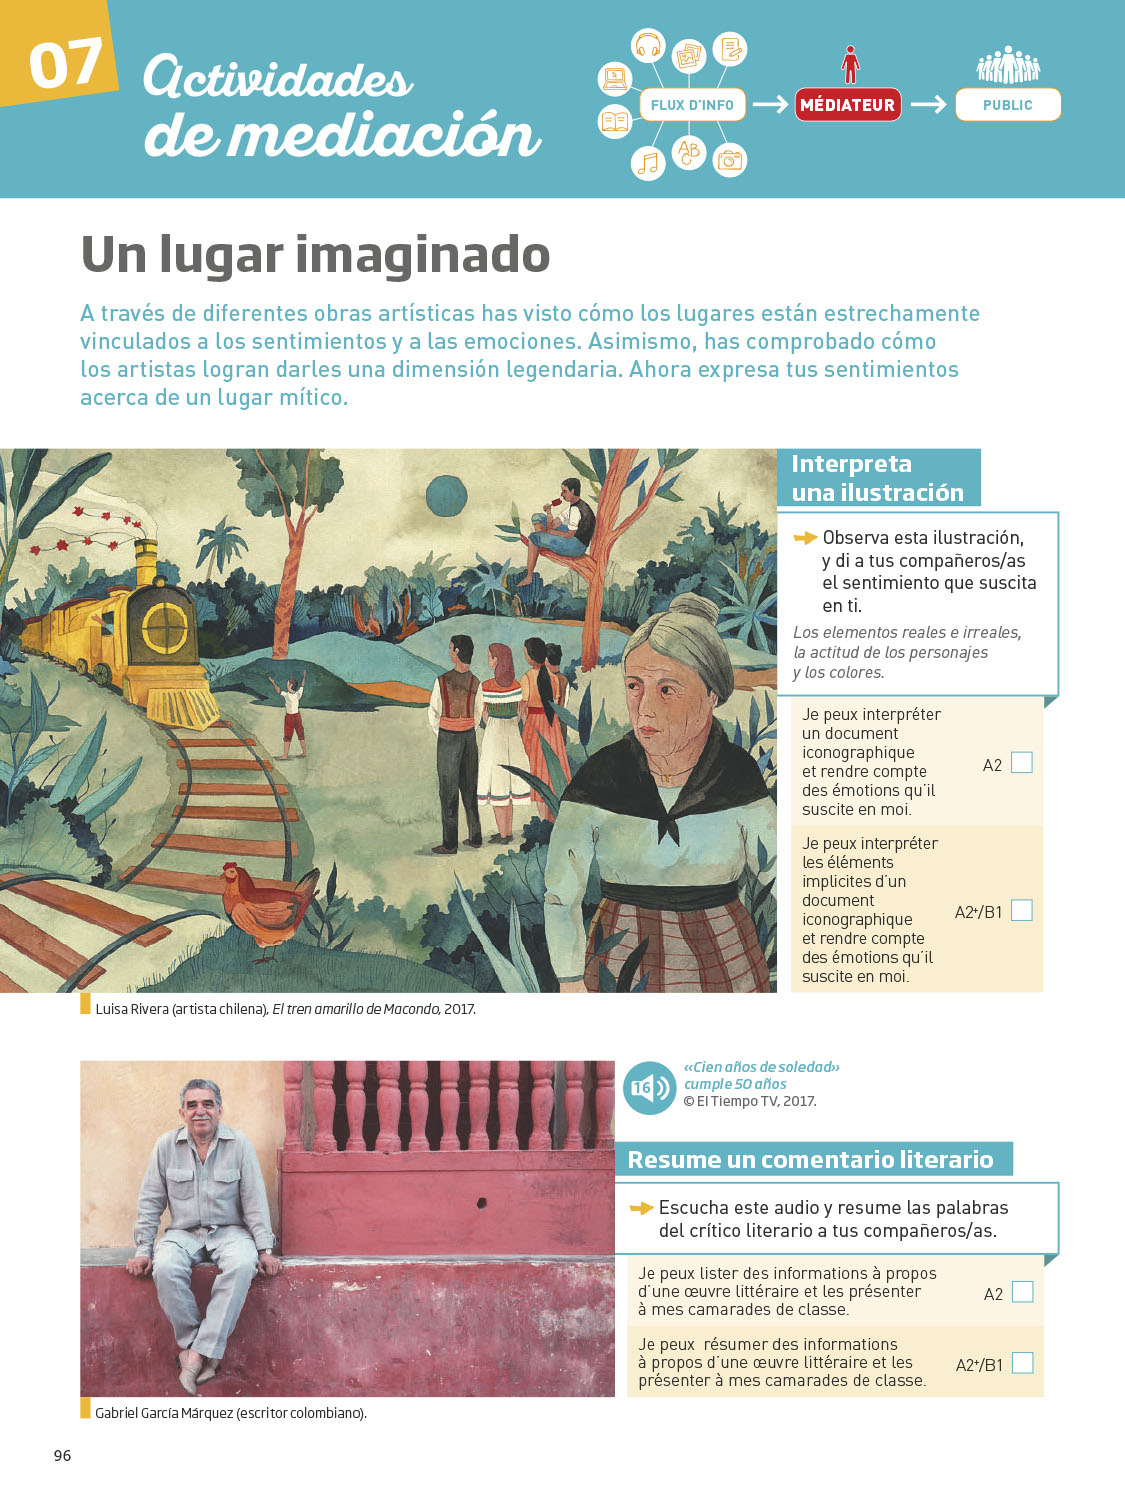 07
Actividades
de mediación
FLUX D'INFO
MÉDIATEUR
PUBLIC
AB
C
Un lugar imaginado
A través de diferentes obras artísticas has visto cómo los lugares están estrechamente
vinculados a los sentimientos y a las emociones. Asimismo, has comprobado cómo
los artistas logran darles una dimensión legendaria. Ahora expresa tus sentimientos
acerca de un lugar mítico.
Interpreta
una ilustración
Observa esta ilustración,
y di a tus compañeros/as
el sentimiento que suscita
en ti.
Los elementos reales e irreales,
la actitud de los personajes
y los colores.
Je peux interpréter
un document
iconographique
et rendre compte
des émotions qu'il
suscite en moi.
A2
Je peux interpréter
les éléments
implicites d'un
document
iconographique
et rendre compte
des émotions qu'il
suscite en moi.
A2+/B1
Luisa Rivera (artista chilena), El tren amarillo de Macondo, 2017.
16
«Cien años de soledad»
cumple 50 años
© El Tiempo TV, 2017.
Resume un comentario literario
Escucha este audio y resume las palabras
del crítico literario a tus compañeros/as.
Je peux lister des informations à propos
d'une œuvre littéraire et les présenter
à mes camarades de classe.
A2
Je peux résumer des informations
à propos d'une œuvre littéraire et les
présenter à mes camarades de classe.
A2+/B1
Gabriel García Márquez (escritor colombiano).
96